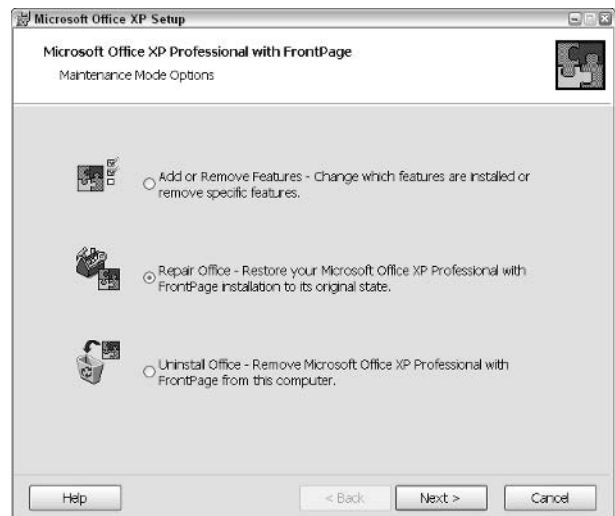 Microsoft Office XP Setup
Microsoft Office XP Professional with FrontPage
Maintenance Mode Options
Add or Remove Features - Change which features are installed or
remove specific features.
Repair Office - Restore your Microsoft Office XP Professional with
FrontPage installation to its original state.
Uninstall Office - Remove Microsoft Office XP Professional with
FrontPage from this computer.
Help
< Back
Next >
Cancel